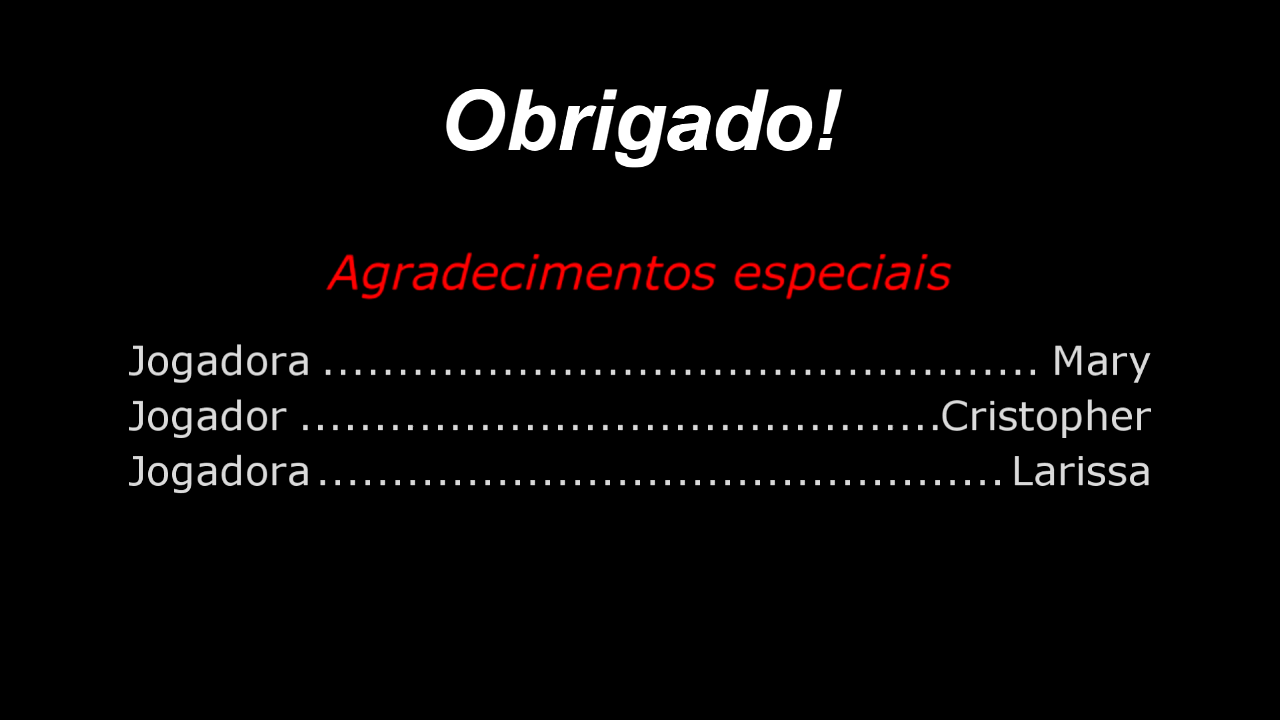 Obrigado!
Agradecimentos especiais
Jogadora ................................................ Mary
Jogador ...........................................Cristopher
Jogadora .............................................. Larissa